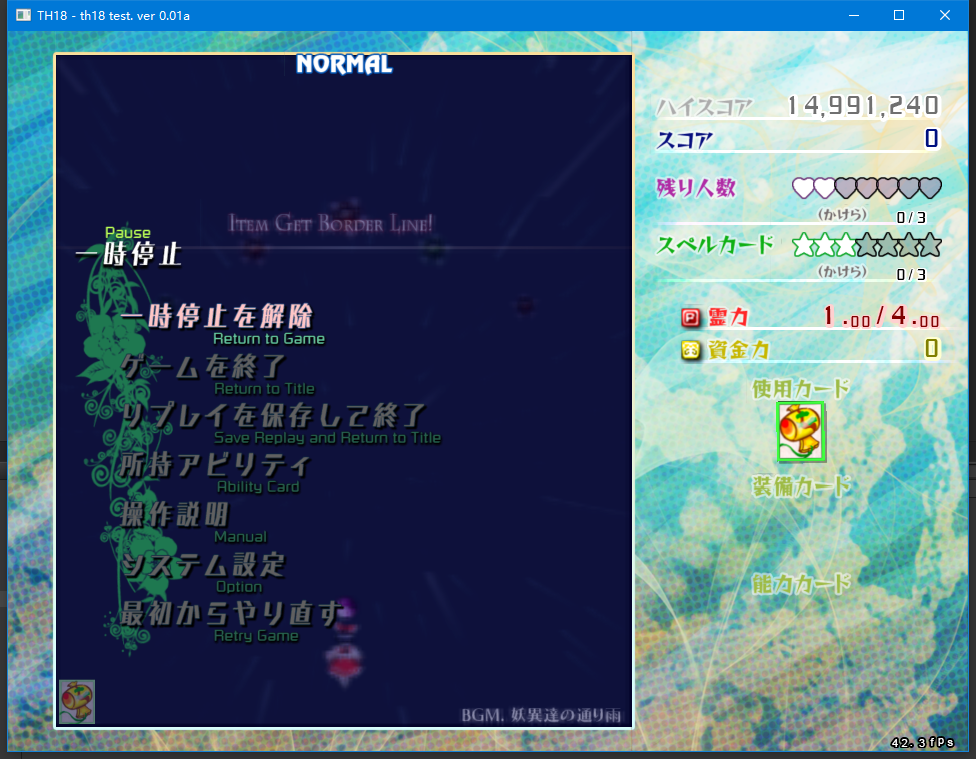 TH18 - th18 test. ver 0.01a
NORMAL
ハイスコア 14,991,240
スコア 0
残り人数
(かけら) 0/3
スペルカード
(かけら) 0/3
霊力 1.00/4.00
資金力 0
使用カード
装備カード
能力カード
ITEM GET BORDER LINE!
Pause
一時停止
一時停止を解除
Return to Game
ゲームを終了
Return to Title
リプレイを保存して終了
Save Replay and Return to Title
所持アビリティ
Ability Card
操作説明
Manual
システム設定
Option
最初からやり直す
Retry Game
BGM. 妖異達の通り雨
42.3fps